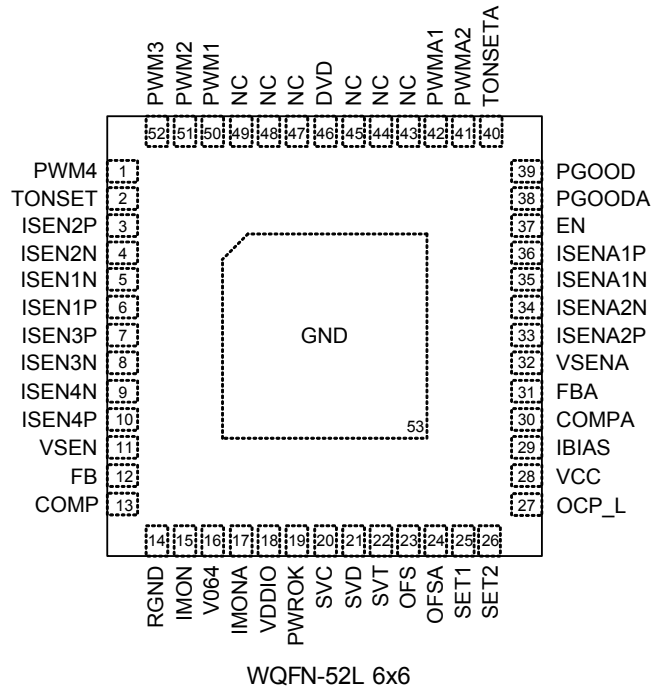 PWM3 PWM2 PWM1 NC NC NC DVD NC NC NC PWMA1 PWMA2 TONSETA
52 51 50 49 48 47 46 45 44 43 42 41 40
PWM4 1
TONSET 2
ISEN2P 3
ISEN2N 4
ISEN1N 5
ISEN1P 6
ISEN3P 7
ISEN3N 8
ISEN4N 9
ISEN4P 10
VSEN 11
FB 12
COMP 13
GND
53
39 PGOOD
38 PGOODA
37 EN
36 ISENA1P
35 ISENA1N
34 ISENA2N
33 ISENA2P
32 VSENA
31 FBA
30 COMPA
29 IBIAS
28 VCC
27 OCP_L
14 15 16 17 18 19 20 21 22 23 24 25 26
RGND IMON V064 IMONA VDDIO PWROK SVC SVD SVT OFS OFSA SET1 SET2
WQFN-52L 6x6